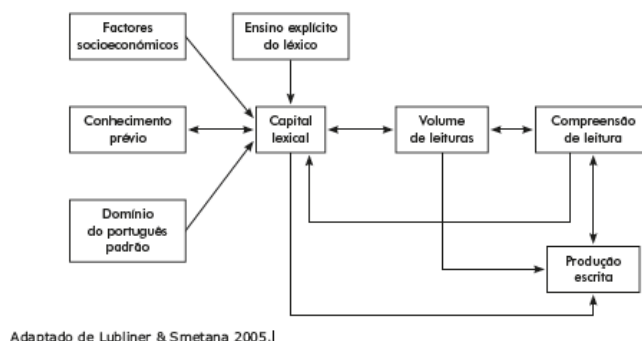 Factores
socioeconómicos
Ensino explícito
do léxico
Conhecimento
prévio
Capital
lexical
Volume
de leituras
Compreensão
de leitura
Domínio
do português
padrão
Produção
escrita
Adaptado de Lubliner & Smetana 2005.